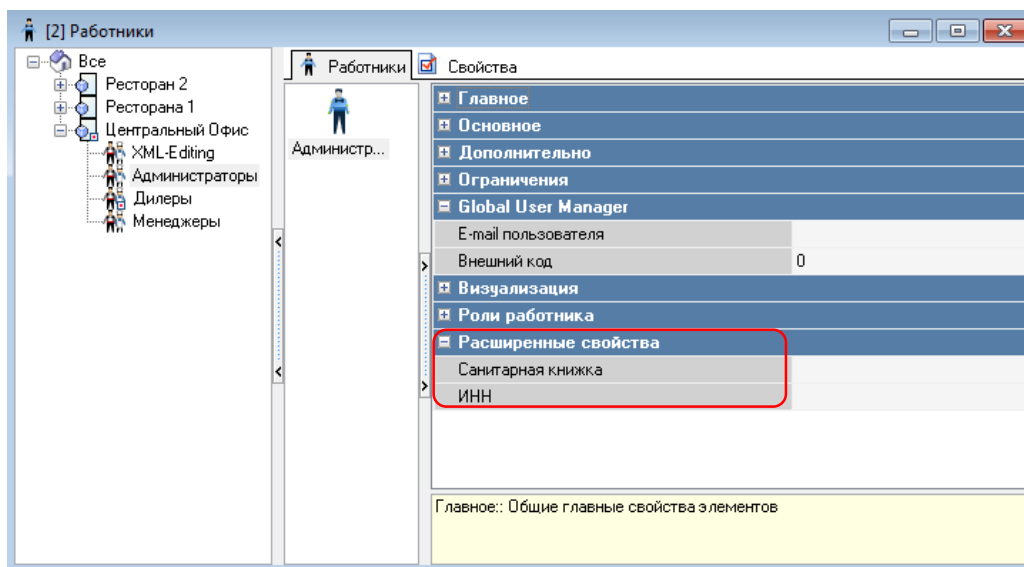 [2] Работники
Все
Ресторан 2
Ресторана 1
Центральный Офис
XML-Editing
Администраторы
Дилеры
Менеджеры
Работники
Свойства
Администр...
Главное
Основное
Дополнительно
Ограничения
Global User Manager
E-mail пользователя
Внешний код 0
Визуализация
Роли работника
Расширенные свойства
Санитарная книжка
ИНН
Главное:: Общие главные свойства элементов